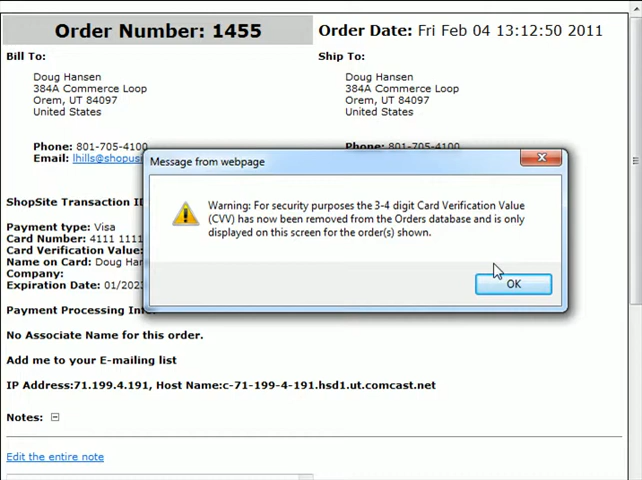 Order Number: 1455
Order Date: Fri Feb 04 13:12:50 2011
Bill To:
Ship To:
Doug Hansen
384A Commerce Loop
Orem, UT 84097
United States
Doug Hansen
384A Commerce Loop
Orem, UT 84097
United States
Phone: 801-705-4100
Phone: 801-705-4100
Email: lhills@shopus
Message from webpage
Warning: For security purposes the 3-4 digit Card Verification Value
(CVV) has now been removed from the Orders database and is only
displayed on this screen for the order(s) shown.
OK
ShopSite Transaction
Payment type: Visa
Card Number: 4111 1111
Card Verification Value:
Name on Card: Doug Han
Company:
Expiration Date: 01/202
Payment Processing
No Associate Name for this order.
Add me to your E-mailing list
IP Address:71.199.4.191, Host Name:c-71-199-4-191.hsd1.ut.comcast.net
Notes:
Edit the entire note